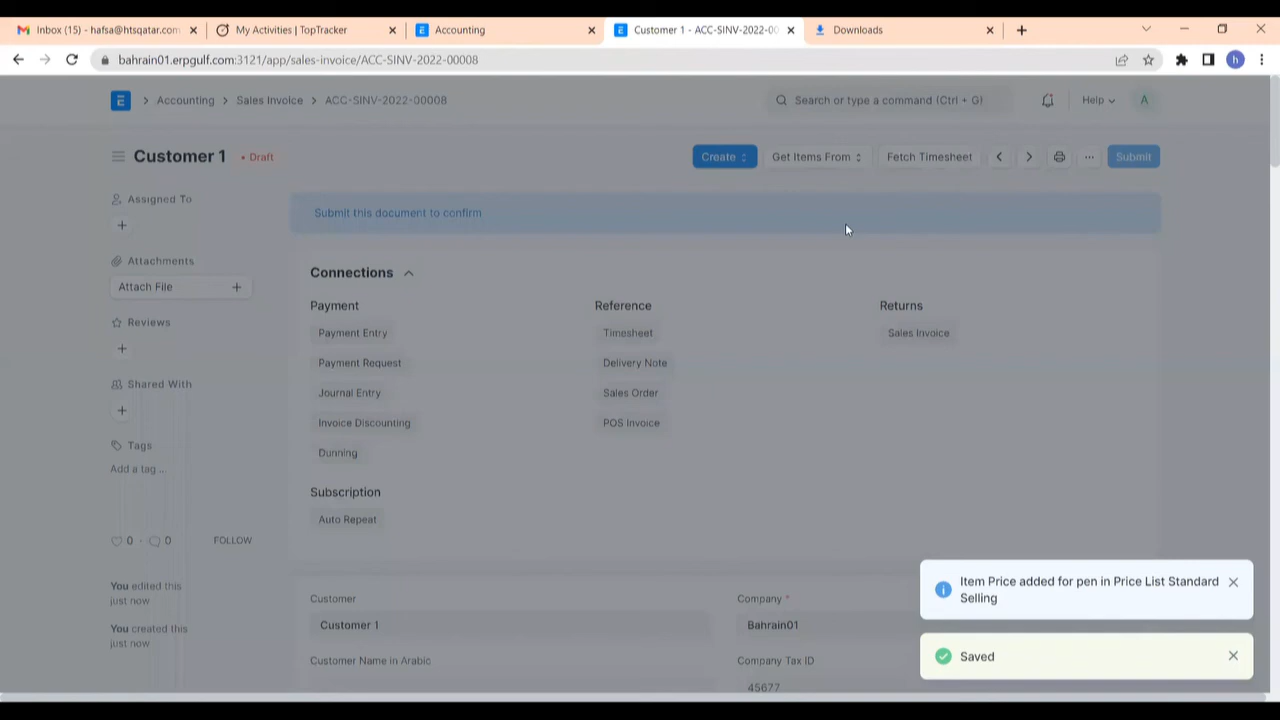 Inbox (15) - hafsa@htsqatar.com
My Activities | TopTracker
Accounting
Customer 1 - ACC-SINV-2022-00
Downloads
bahrain01.erpgulf.com:3121/app/sales-invoice/ACC-SINV-2022-00008
h
E
Accounting
Sales Invoice
ACC-SINV-2022-00008
Search or type a command (Ctrl + G)
Help
A
Customer 1
Draft
Create
Get Items From
Fetch Timesheet
Submit
Assigned To
Submit this document to confirm
Attachments
Attach File
Reviews
Shared With
Tags
Add a tag ...
0 · 0
FOLLOW
You edited this
just now
You created this
just now
Connections
Payment
Payment Entry
Payment Request
Journal Entry
Invoice Discounting
Dunning
Reference
Timesheet
Delivery Note
Sales Order
POS Invoice
Returns
Sales Invoice
Subscription
Auto Repeat
Customer
Customer 1
Customer Name in Arabic
Company *
Bahrain01
Company Tax ID
45677
Item Price added for pen in Price List Standard
Selling
Saved